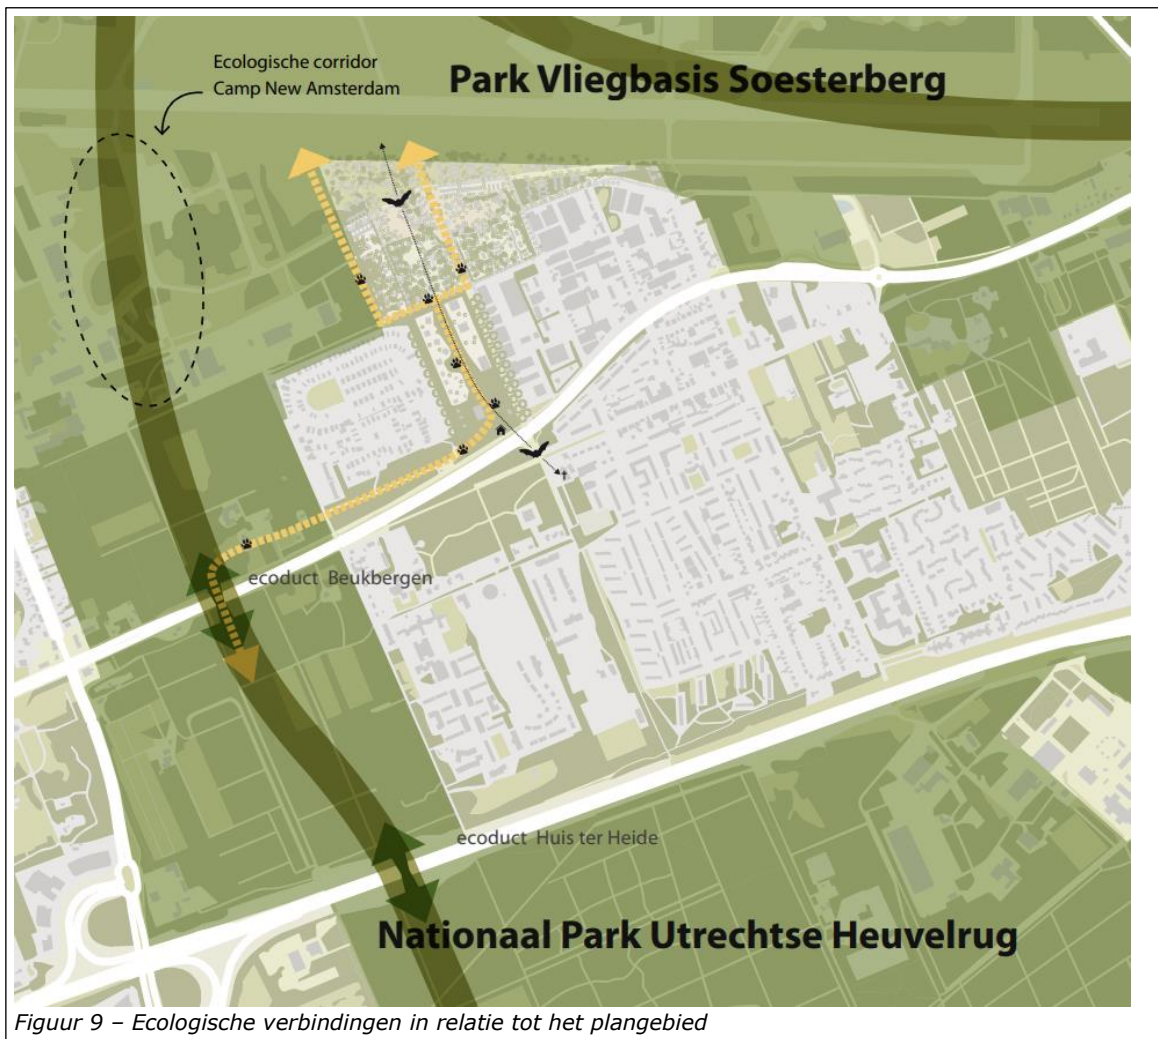 Ecologische corridor
Camp New Amsterdam
Park Vliegbasis Soesterberg
ecoduct Beukbergen
ecoduct Huis ter Heide
Nationaal Park Utrechtse Heuvelrug
Figuur 9 – Ecologische verbindingen in relatie tot het plangebied